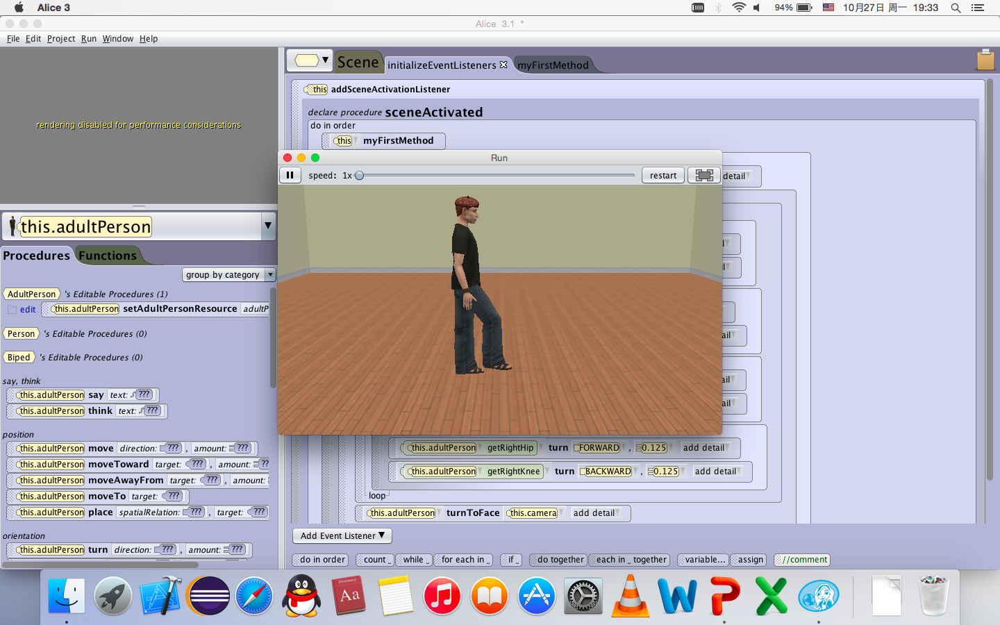 Alice 3
94%
10月27日 周一 19:33
Alice 3.1 *
File Edit Project Run Window Help
rendering disabled for performance considerations
Scene
initializeEventListeners
myFirstMethod
this addSceneActivationListener
declare procedure sceneActivated
do in order
this myFirstMethod
Run
speed: 1x
restart
detail
ail
ail
ail
ail
this.adultPerson
Procedures
Functions
group by category
AdultPerson 's Editable Procedures (1)
edit this.adultPerson setAdultPersonResource adultP
Person 's Editable Procedures (0)
Biped 's Editable Procedures (0)
say, think
this.adultPerson say text: ???
this.adultPerson think text: ???
position
this.adultPerson move direction: ??? , amount: ???
this.adultPerson moveToward target: ??? , amount: ??
this.adultPerson moveAwayFrom target: ??? , amount:
this.adultPerson moveTo target: ???
this.adultPerson place spatialRelation: ??? , target: ???
orientation
this.adultPerson turn direction: ??? , amount: ???
this.adultPerson getRightHip turn FORWARD , 0.125 add detail
this.adultPerson getRightKnee turn BACKWARD , 0.125 add detail
loop
this.adultPerson turnToFace this.camera add detail
Add Event Listener
do in order count while for each in if do together each in together variable... assign //comment
Dictionary
Aa